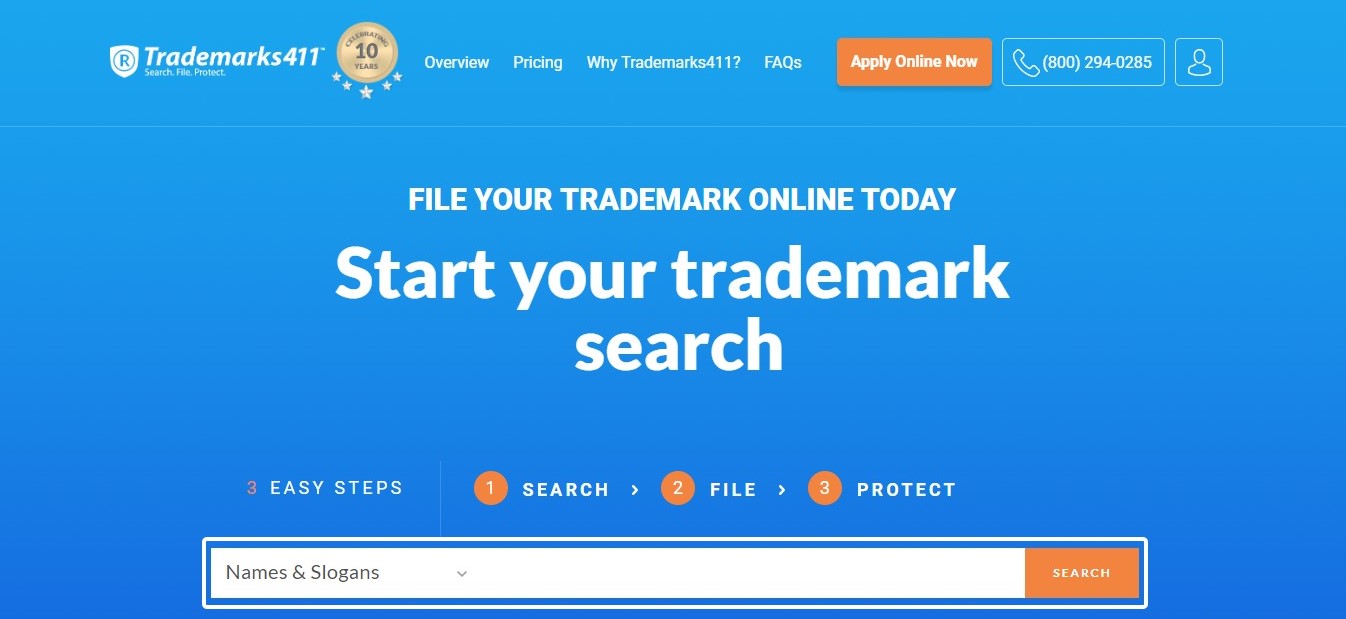 ® Trademarks411™
Search. File. Protect.
CELEBRATING
10
YEARS
Overview
Pricing
Why Trademarks411?
FAQs
Apply Online Now
(800) 294-0285
FILE YOUR TRADEMARK ONLINE TODAY
Start your trademark
search
3 EASY STEPS
1 SEARCH › 2 FILE › 3 PROTECT
Names & Slogans
SEARCH